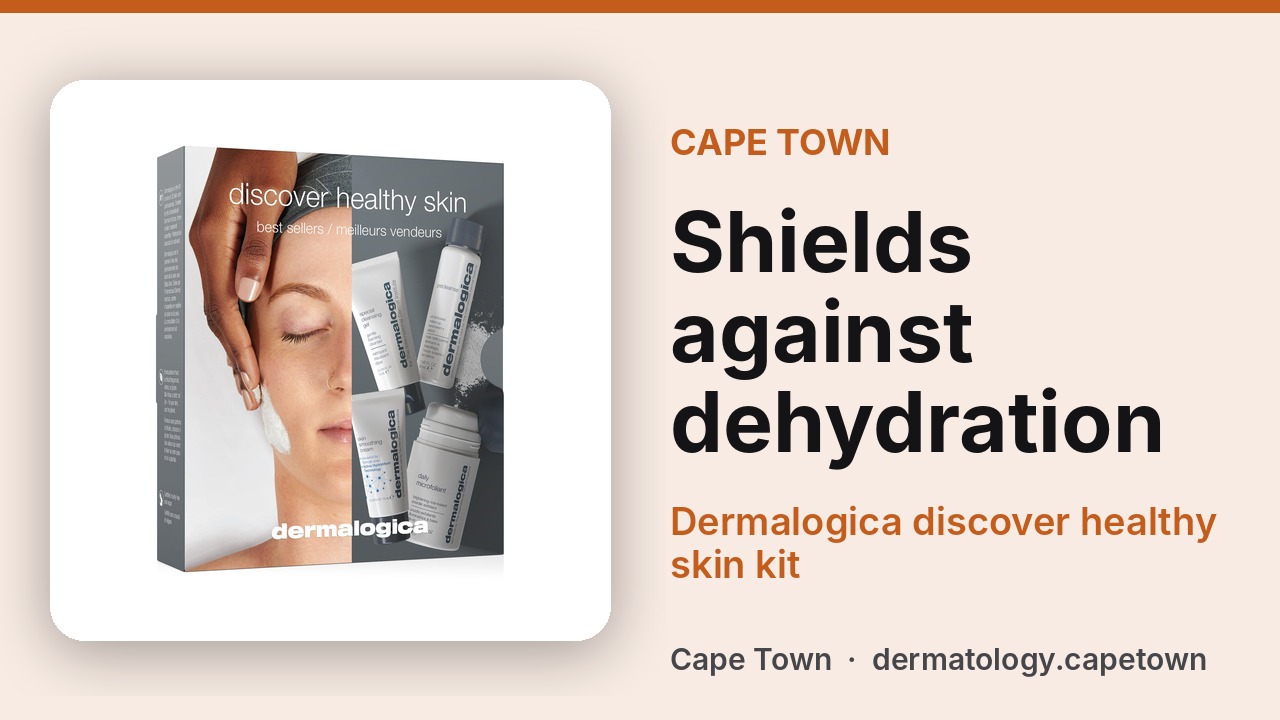 CAPE TOWN
Shields
against
dehydration
Dermalogica discover healthy
skin kit
Cape Town · dermatology.capetown
discover healthy skin
best sellers / meilleurs vendeurs
special
cleansing
gel
dermalogica
dermalogica
skin
smoothing
cream
dermalogica
daily
microfoliant
dermalogica
dermalogica